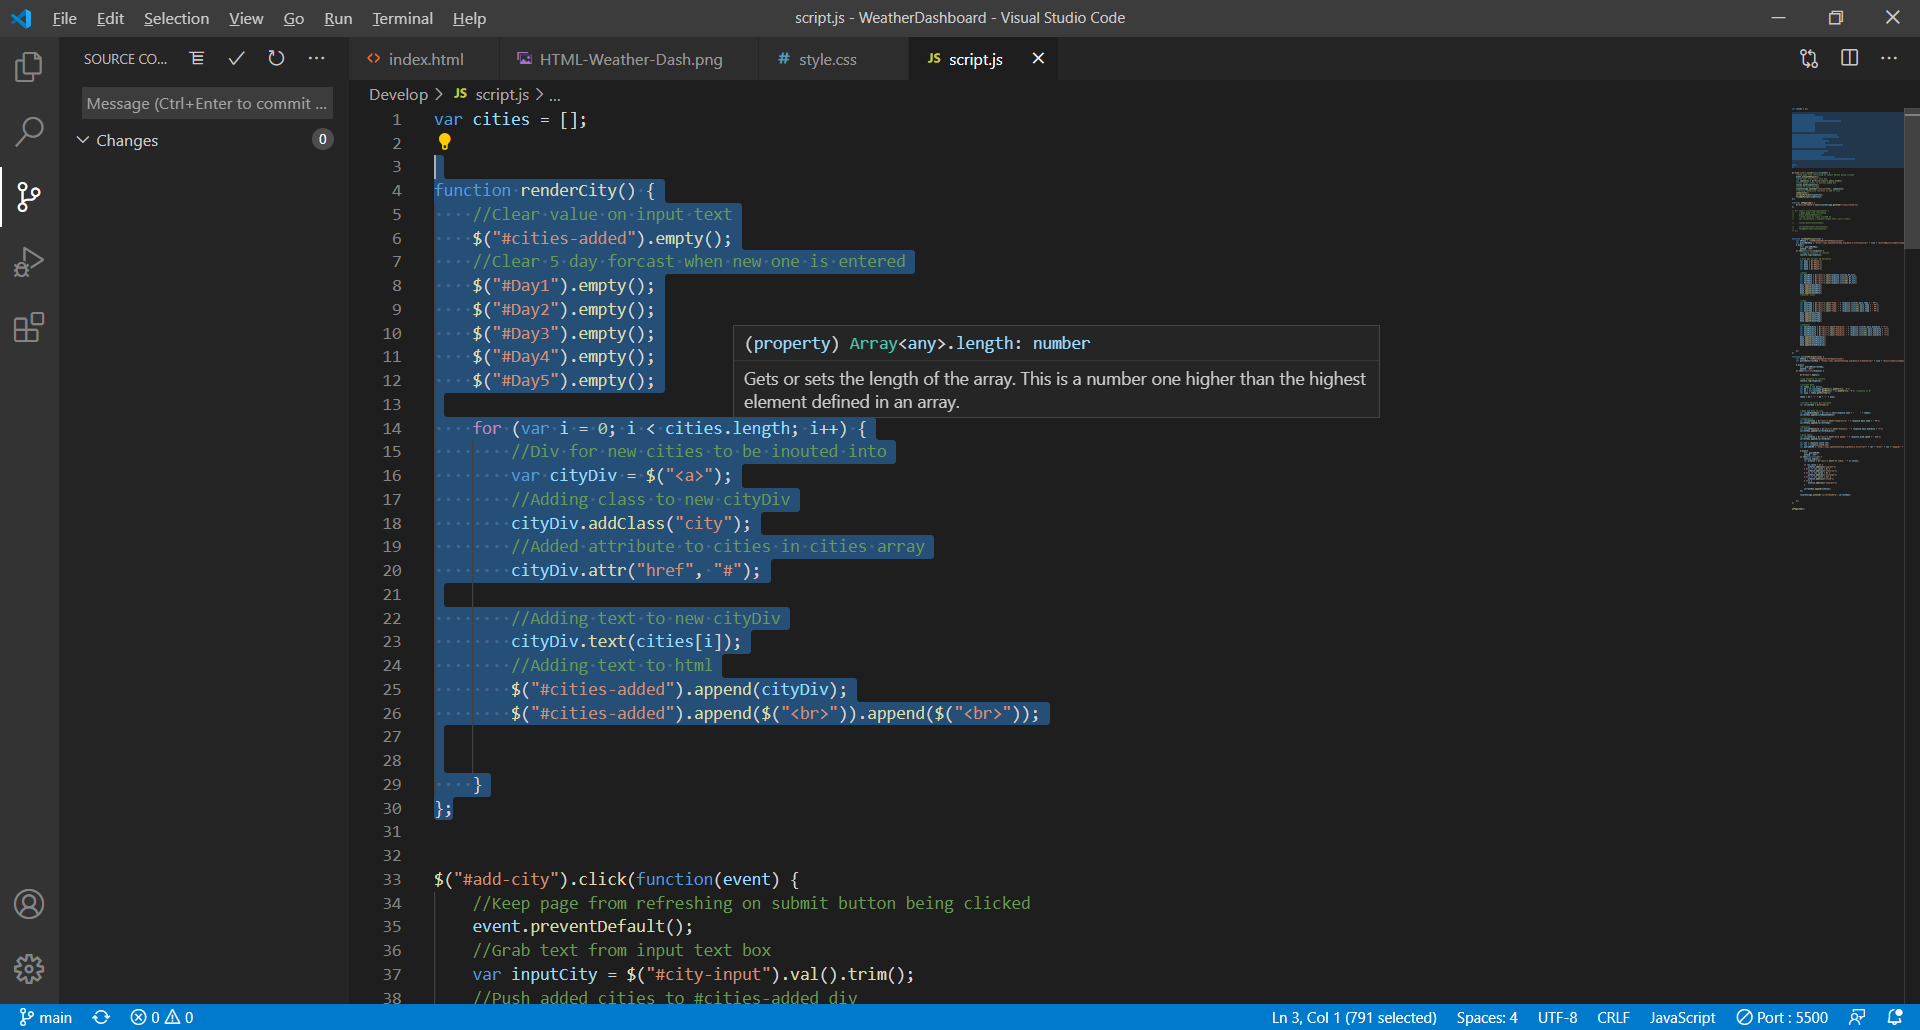 File Edit Selection View Go Run Terminal Help
script.js - WeatherDashboard - Visual Studio Code
SOURCE CO...
Message (Ctrl+Enter to commit ...
Changes 0
index.html
HTML-Weather-Dash.png
# style.css
JS script.js
Develop > JS script.js > ...
1 var cities = [];
2
3
4 function renderCity() {
5 //Clear value on input text
6 $("#cities-added").empty();
7 //Clear 5 day forcast when new one is entered
8 $("#Day1").empty();
9 $("#Day2").empty();
10 $("#Day3").empty();
11 $("#Day4").empty();
12 $("#Day5").empty();
13
(property) Array<any>.length: number
Gets or sets the length of the array. This is a number one higher than the highest
element defined in an array.
14 for (var i = 0; i < cities.length; i++) {
15 //Div for new cities to be inouted into
16 var cityDiv = $("<a>");
17 //Adding class to new cityDiv
18 cityDiv.addClass("city");
19 //Added attribute to cities in cities array
20 cityDiv.attr("href", "#");
21
22 //Adding text to new cityDiv
23 cityDiv.text(cities[i]);
24 //Adding text to html
25 $("#cities-added").append(cityDiv);
26 $("#cities-added").append($("<br>")).append($("<br>"));
27
28
29 }
30 };
31
32
33 $("#add-city").click(function(event) {
34 //Keep page from refreshing on submit button being clicked
35 event.preventDefault();
36 //Grab text from input text box
37 var inputCity = $("#city-input").val().trim();
38 //Push added cities to #cities-added div
main
0 0
Ln 3, Col 1 (791 selected) Spaces: 4 UTF-8 CRLF JavaScript Port : 5500